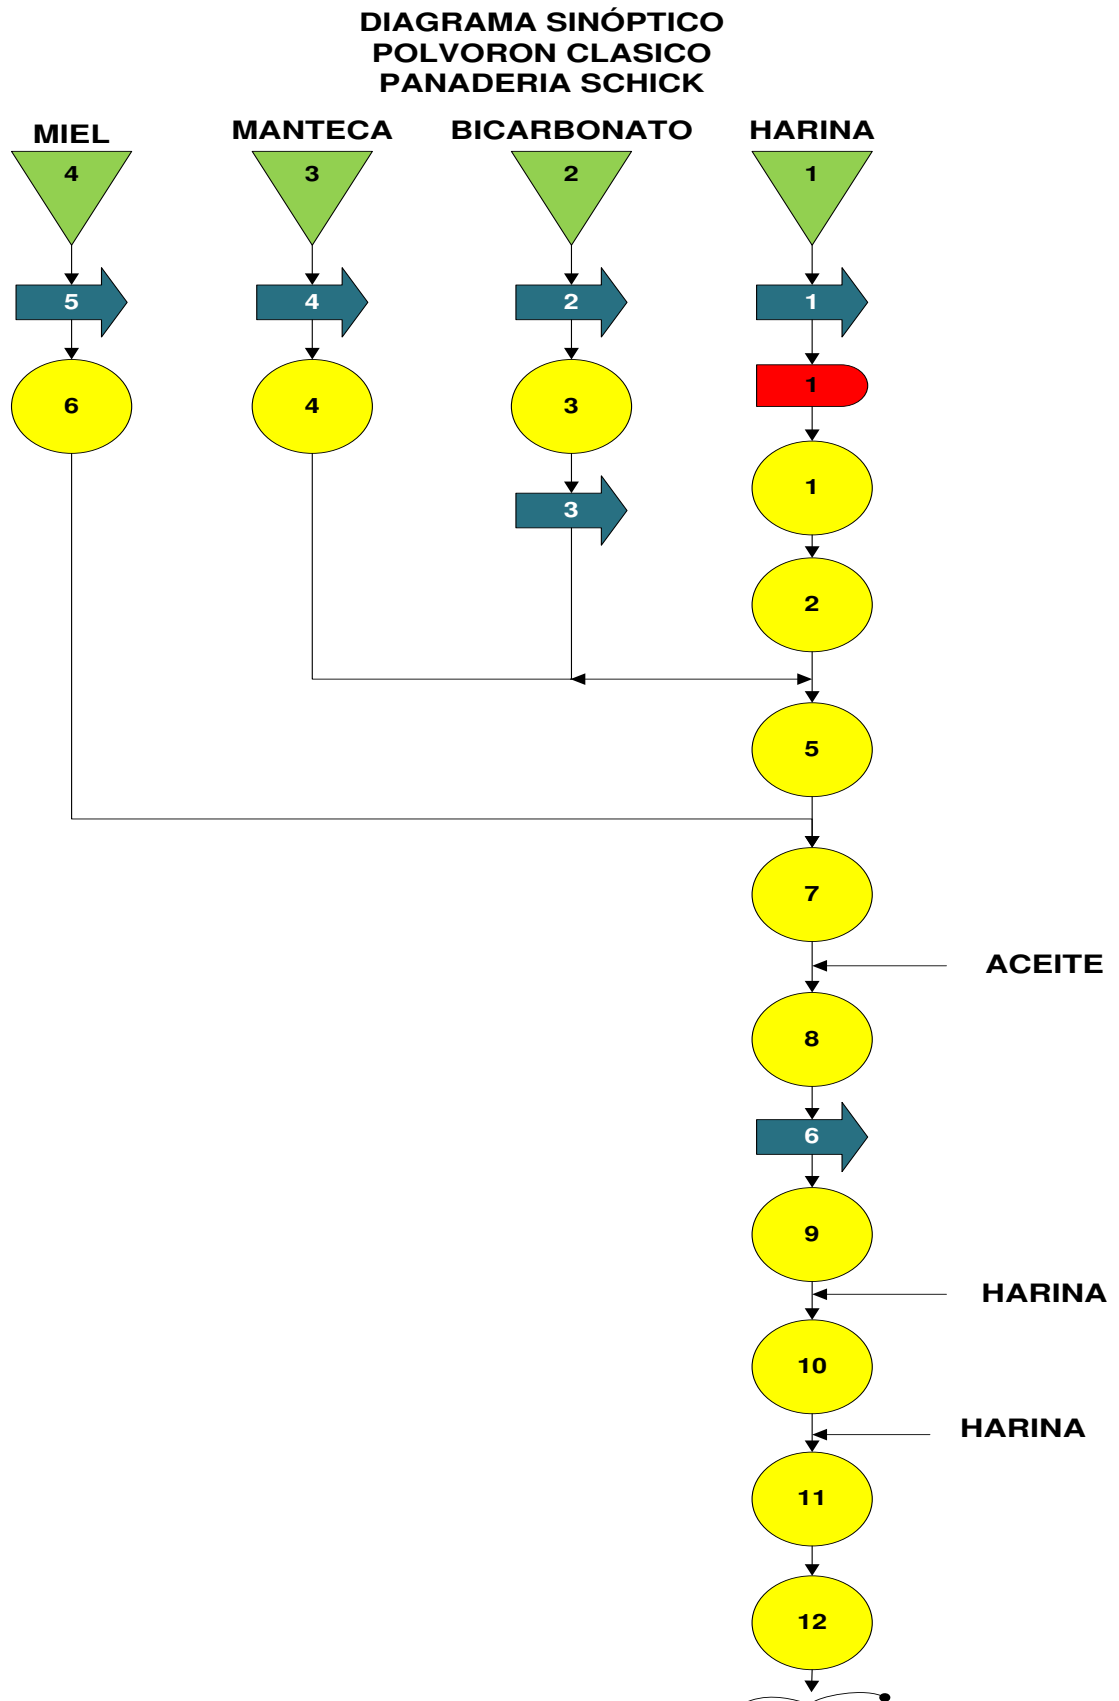 DIAGRAMA SINÓPTICO
POLVORON CLASICO
PANADERIA SCHICK
MIEL MANTECA BICARBONATO HARINA
4 3 2 1
5 4 2 1
1
6 4 3
1
3
2
5
7
ACEITE
8
6
9
HARINA
10
HARINA
11
12